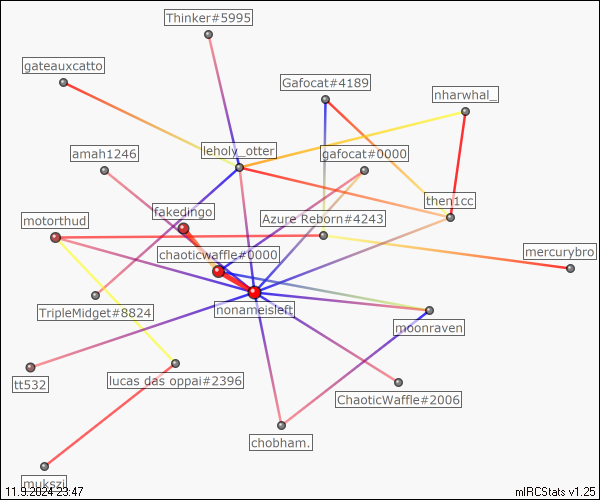 Thinker#5995
gateauxcatto
Gafocat#4189
nharwhal_
amah1246
leholy_otter
gafocat#0000
then1cc
fakedingo
motorthud
Azure Reborn#4243
chaoticwaffle#0000
mercurybro
TripleMidget#8824
nonameisleft
moonraven
tt532
lucas das oppai#2396
ChaoticWaffle#2006
chobham.
mukszi
11.9.2024 23:47
mIRCStats v1.25